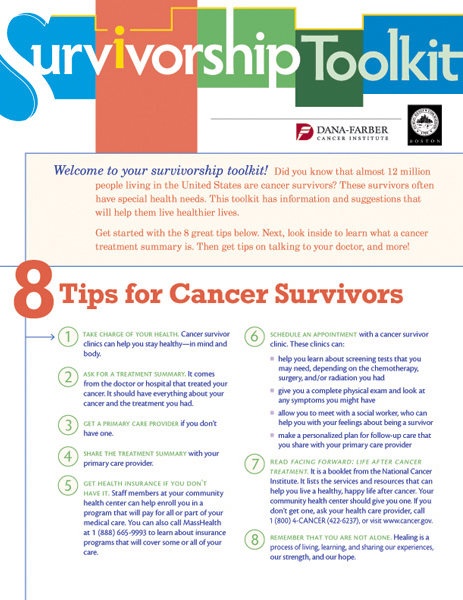 Survivorship Toolkit
DANA-FARBER
CANCER INSTITUTE
BOSTON
Welcome to your survivorship toolkit! Did you know that almost 12 million
people living in the United States are cancer survivors? These survivors often
have special health needs. This toolkit has information and suggestions that
will help them live healthier lives.
Get started with the 8 great tips below. Next, look inside to learn what a cancer
treatment summary is. Then get tips on talking to your doctor, and more!
8 Tips for Cancer Survivors
1 TAKE CHARGE OF YOUR HEALTH. Cancer survivor
clinics can help you stay healthy—in mind and
body.
2 ASK FOR A TREATMENT SUMMARY. It comes
from the doctor or hospital that treated your
cancer. It should have everything about your
cancer and the treatment you had.
3 GET A PRIMARY CARE PROVIDER if you don't
have one.
4 SHARE THE TREATMENT SUMMARY with your
primary care provider.
5 GET HEALTH INSURANCE IF YOU DON'T
HAVE IT. Staff members at your community
health center can help enroll you in a
program that will pay for all or part of your
medical care. You can also call MassHealth
at 1 (888) 665-9993 to learn about insurance
programs that will cover some or all of your
care.
6 SCHEDULE AN APPOINTMENT with a cancer survivor
clinic. These clinics can:
help you learn about screening tests that you
may need, depending on the chemotherapy,
surgery, and/or radiation you had
give you a complete physical exam and look at
any symptoms you might have
allow you to meet with a social worker, who can
help you with your feelings about being a survivor
make a personalized plan for follow-up care that
you share with your primary provider
7 READ FACING FORWARD: LIFE AFTER CANCER
TREATMENT. It is a booklet from the National Cancer
Institute. It lists the services and resources that can
help you live a healthy, happy life after cancer. Your
community health center should give you one. If you
don't get one, ask your health care provider, call
1 (800) 4-CANCER (422-6237), or visit www.cancer.gov.
8 REMEMBER THAT YOU ARE NOT ALONE. Healing is a
process of living, learning, and sharing our experiences,
our strength, and our hope.